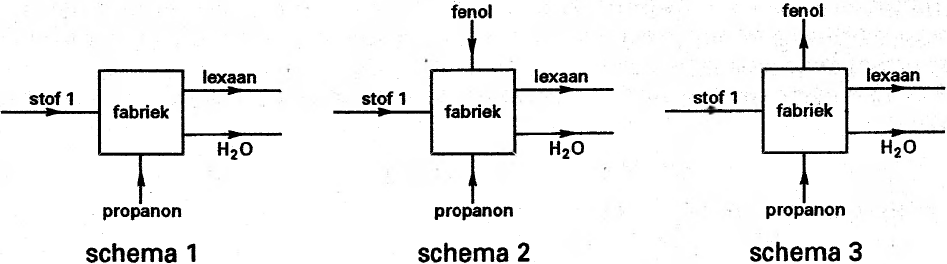 fenol
fenol
lexaan
lexaan
lexaan
stof 1
stof 1
stof 1
fabriek
fabriek
fabriek
H₂O
H₂O
H₂O
propanon
propanon
propanon
schema 1
schema 2
schema 3